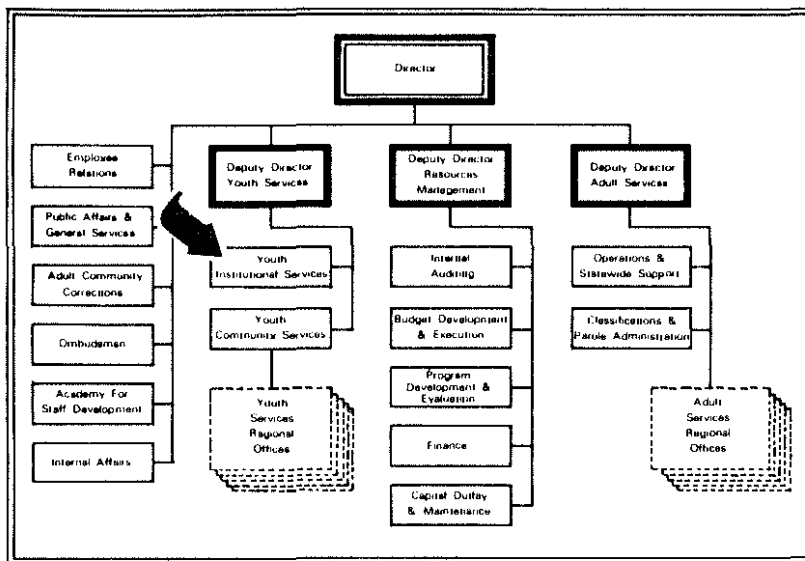 Director
Employee
Relations
Public Affairs &
General Services
Adult Community
Corrections
Ombudsman
Academy For
Staff Development
Internal Affairs
Deputy Director
Youth Services
Youth
Institutional Services
Youth
Community Services
Youth
Services
Regional
Offices
Deputy Director
Resources
Management
Internal
Auditing
Budget Development
& Execution
Program
Development &
Evaluation
Finance
Capital Outlay
& Maintenance
Deputy Director
Adult Services
Operations &
Statewide Support
Classifications &
Parole Administration
Adult
Services
Regional
Offices